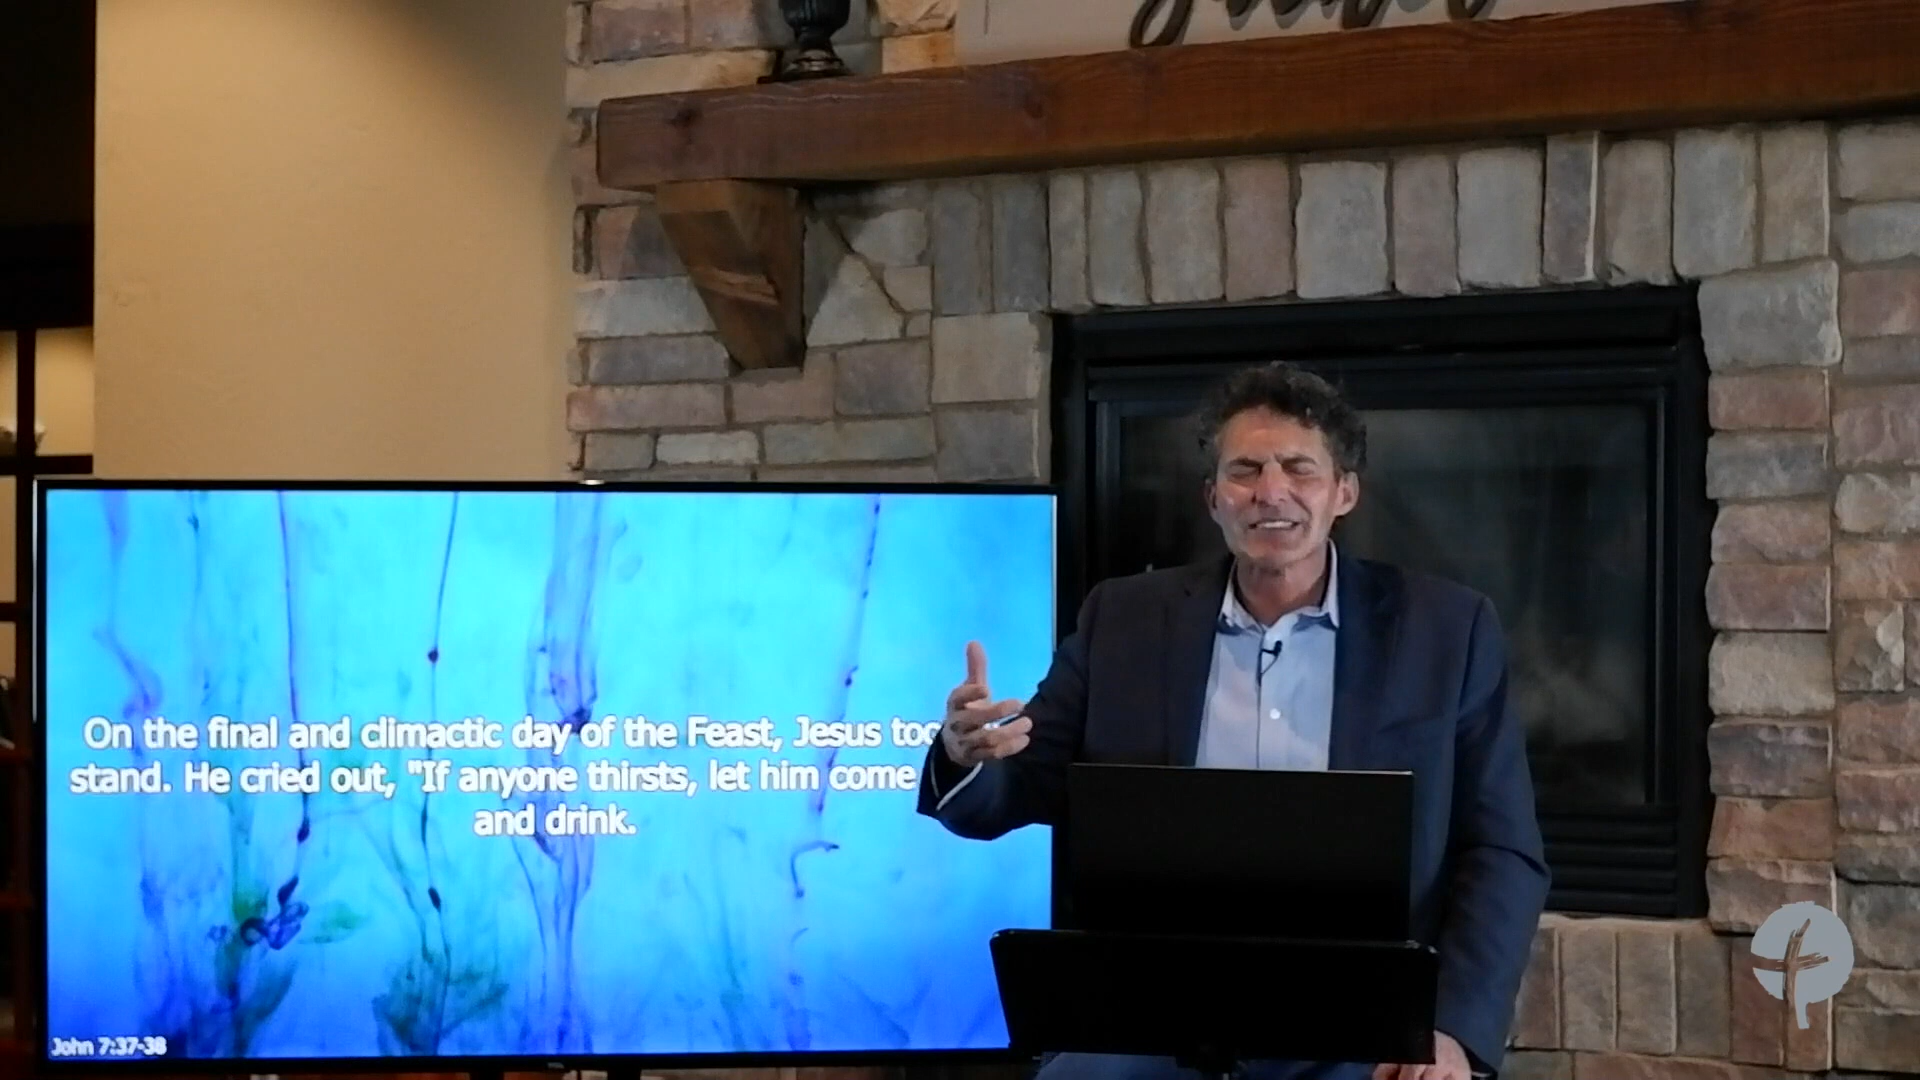 On the final and climactic day of the Feast, Jesus
stand. He cried out, "If anyone thirsts, let him come
and drink.
John 7:37-38